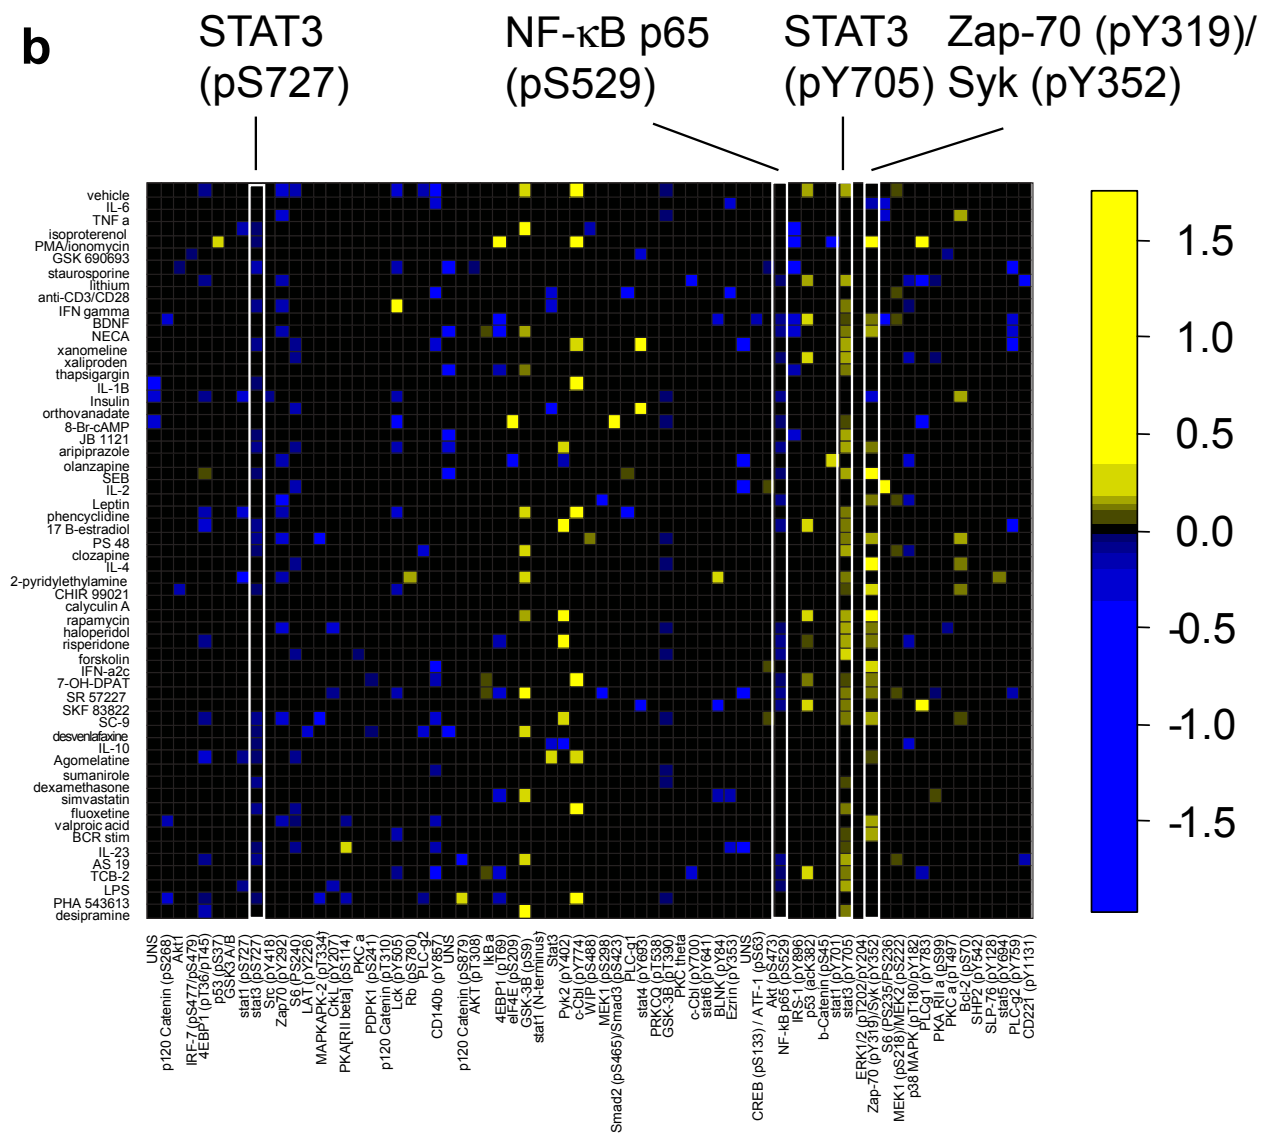 b
STAT3
(pS727)
NF-κB p65
(pS529)
STAT3
(pY705)
Zap-70 (pY319)/
Syk (pY352)
vehicle
IL-6
TNF a
isoproterenol
PMA/ionomycin
GSK 690693
staurosporine
lithium
anti-CD3/CD28
IFN gamma
BDNF
NECA
xanomeline
xaliproden
thapsigargin
IL-1B
Insulin
orthovanadate
8-Br-cAMP
JB 1121
aripiprazole
olanzapine
SEB
IL-2
Leptin
phencyclidine
17 B-estradiol
PS 48
clozapine
IL-4
2-pyridylethylamine
CHIR 99021
calyculin A
rapamycin
haloperidol
risperidone
forskolin
IFN-a2c
7-OH-DPAT
SR 57227
SKF 83822
SC-9
desvenlafaxine
IL-10
Agomelatine
sumanirole
dexamethasone
simvastatin
fluoxetine
valproic acid
BCR stim
IL-23
AS 19
TCB-2
LPS
PHA 543613
desipramine
1.5
1.0
0.5
0.0
-0.5
-1.0
-1.5
UNS
p120 Catenin (pS268)
Akt1
IRF-7 (pS477/pS479)
4EBP1 (pT36/pT45)
p53 (pS37)
GSK3 A/B
stat1 (pS727)
stat3 (pS727)
Src (pY418)
Zap70 (pY292)
S6 (pS240)
LAT (pY226)
MAPKAPK-2 (pT334)
CrkL (pY207)
PKA[RII beta] (pS114)
PKC a
PDPK1 (pS241)
p120 Catenin (pT310)
Lck (pY505)
Rb (pS780)
PLC-g2
CD140b (pY857)
UNS
p120 Catenin (pS879)
AKT (pT308)
IkB a
4EBP1 (pT69)
eIF4E (pS209)
GSK-3B (pS9)
stat1 (N-terminus)
Stat3
Pyk2 (pY402)
c-Cbl (pY774)
WIP (pS488)
MEK1 (pS298)
Smad2 (pS465)/Smad3 (pS423)
PLC-g1
stat4 (pY693)
PRKCQ (pT538)
GSK-3B (pT390)
PKC theta
c-Cbl (pY700)
stat6 (pY641)
BLNK (pY84)
Ezrin (pY353)
UNS
CREB (pS133) / ATF-1 (pS63)
Akt (pS473)
NF-kB p65 (pS529)
IRS-1 (pY896)
p53 (acK382)
b-Catenin (pS45)
stat1 (pY701)
stat3 (pY705)
ERK1/2 (pT202/pY204)
Zap-70 (pY319)/Syk (pY352)
S6 (PS235/PS236)
MEK1 (pS218)/MEK2 (pS222)
p38 MAPK (pT180/pY182)
PLCg1 (pY783)
PKA RII a (pS99)
PKC a (pT497)
Bcl-2 (pS70)
SHP2 (pY542)
SLP-76 (pY128)
stat5 (pY694)
PLC-g2 (pY759)
CD221 (pY1131)